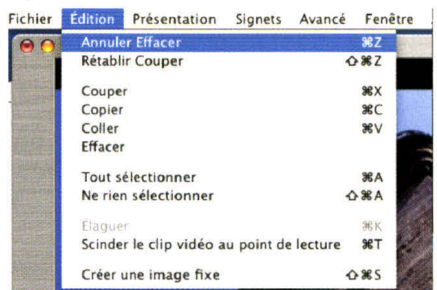 Fichier Édition Présentation Signets Avancé Fenêtre
Annuler Effacer ⌘Z
Rétablir Couper ⇧⌘Z
Couper ⌘X
Copier ⌘C
Coller ⌘V
Effacer
Tout sélectionner ⌘A
Ne rien sélectionner ⇧⌘A
Élaguer ⌘K
Scinder le clip vidéo au point de lecture ⌘T
Créer une image fixe ⇧⌘S